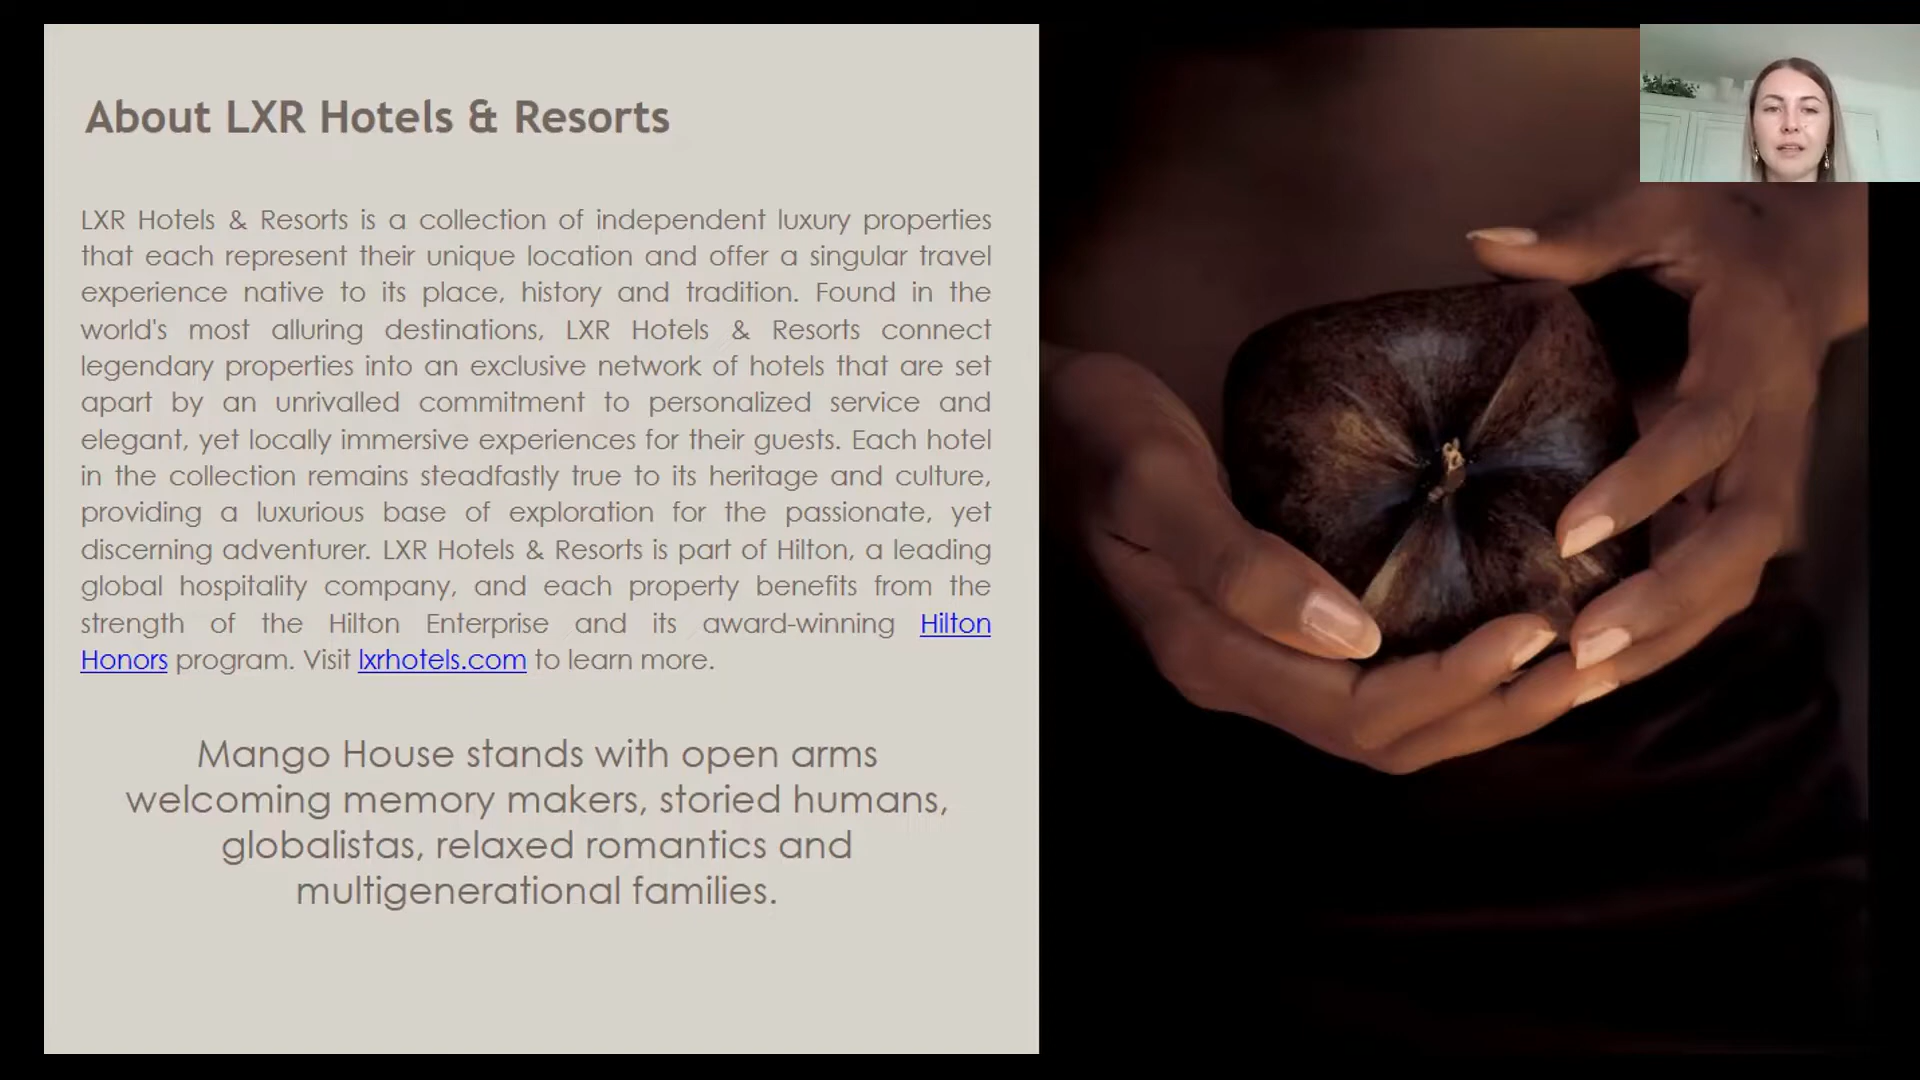 About LXR Hotels & Resorts
LXR Hotels & Resorts is a collection of independent luxury properties
that each represent their unique location and offer a singular travel
experience native to its place, history and tradition. Found in the
world's most alluring destinations, LXR Hotels & Resorts connect
legendary properties into an exclusive network of hotels that are set
apart by an unrivalled commitment to personalized service and
elegant, yet locally immersive experiences for their guests. Each hotel
in the collection remains steadfastly true to its heritage and culture,
providing a luxurious base of exploration for the passionate, yet
discerning adventurer. LXR Hotels & Resorts is part of Hilton, a leading
global hospitality company, and each property benefits from the
strength of the Hilton Enterprise and its award-winning Hilton
Honors program. Visit lxrhotels.com to learn more.
Mango House stands with open arms
welcoming memory makers, storied humans,
globalistas, relaxed romantics and
multigenerational families.